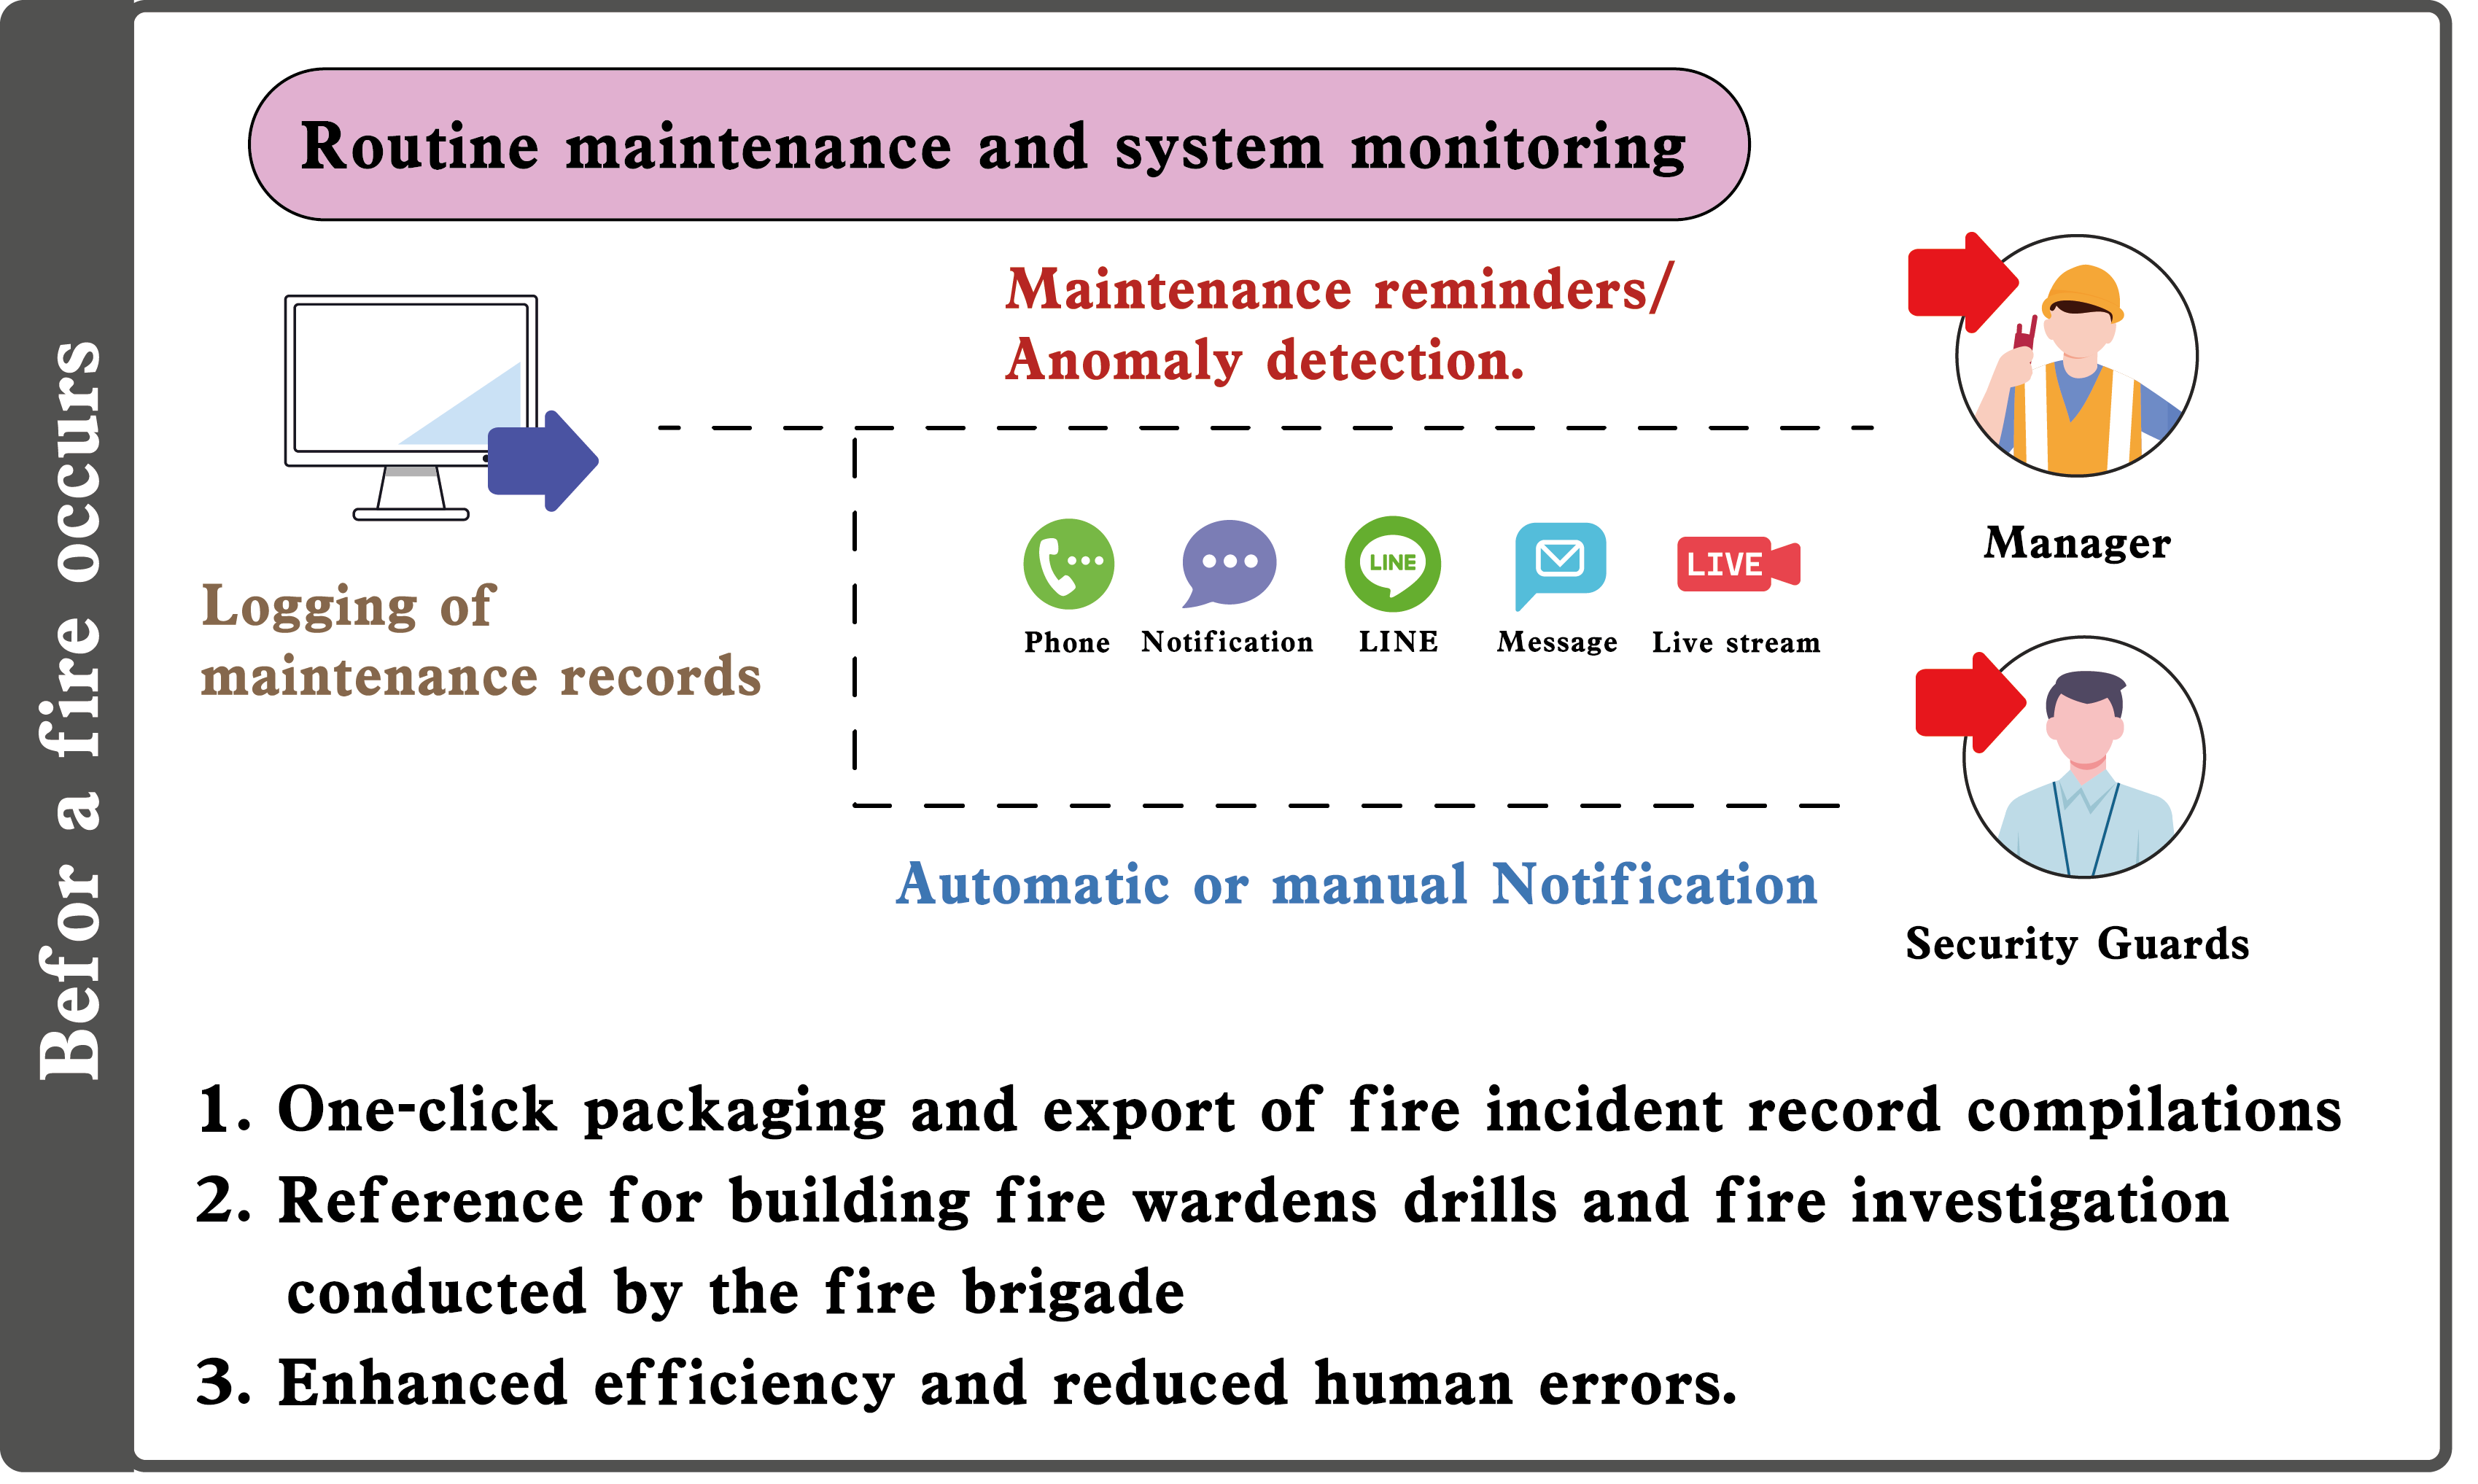 Befor a fire occurs
Routine maintenance and system monitoring
Maintenance reminders/
Anomaly detection.
Logging of
maintenance records
LINE
LIVE
Phone
Notification
LINE
Message
Live stream
Manager
Automatic or manual Notification
Security Guards
1. One-click packaging and export of fire incident record compilations
2. Reference for building fire wardens drills and fire investigation
conducted by the fire brigade
3. Enhanced efficiency and reduced human errors.